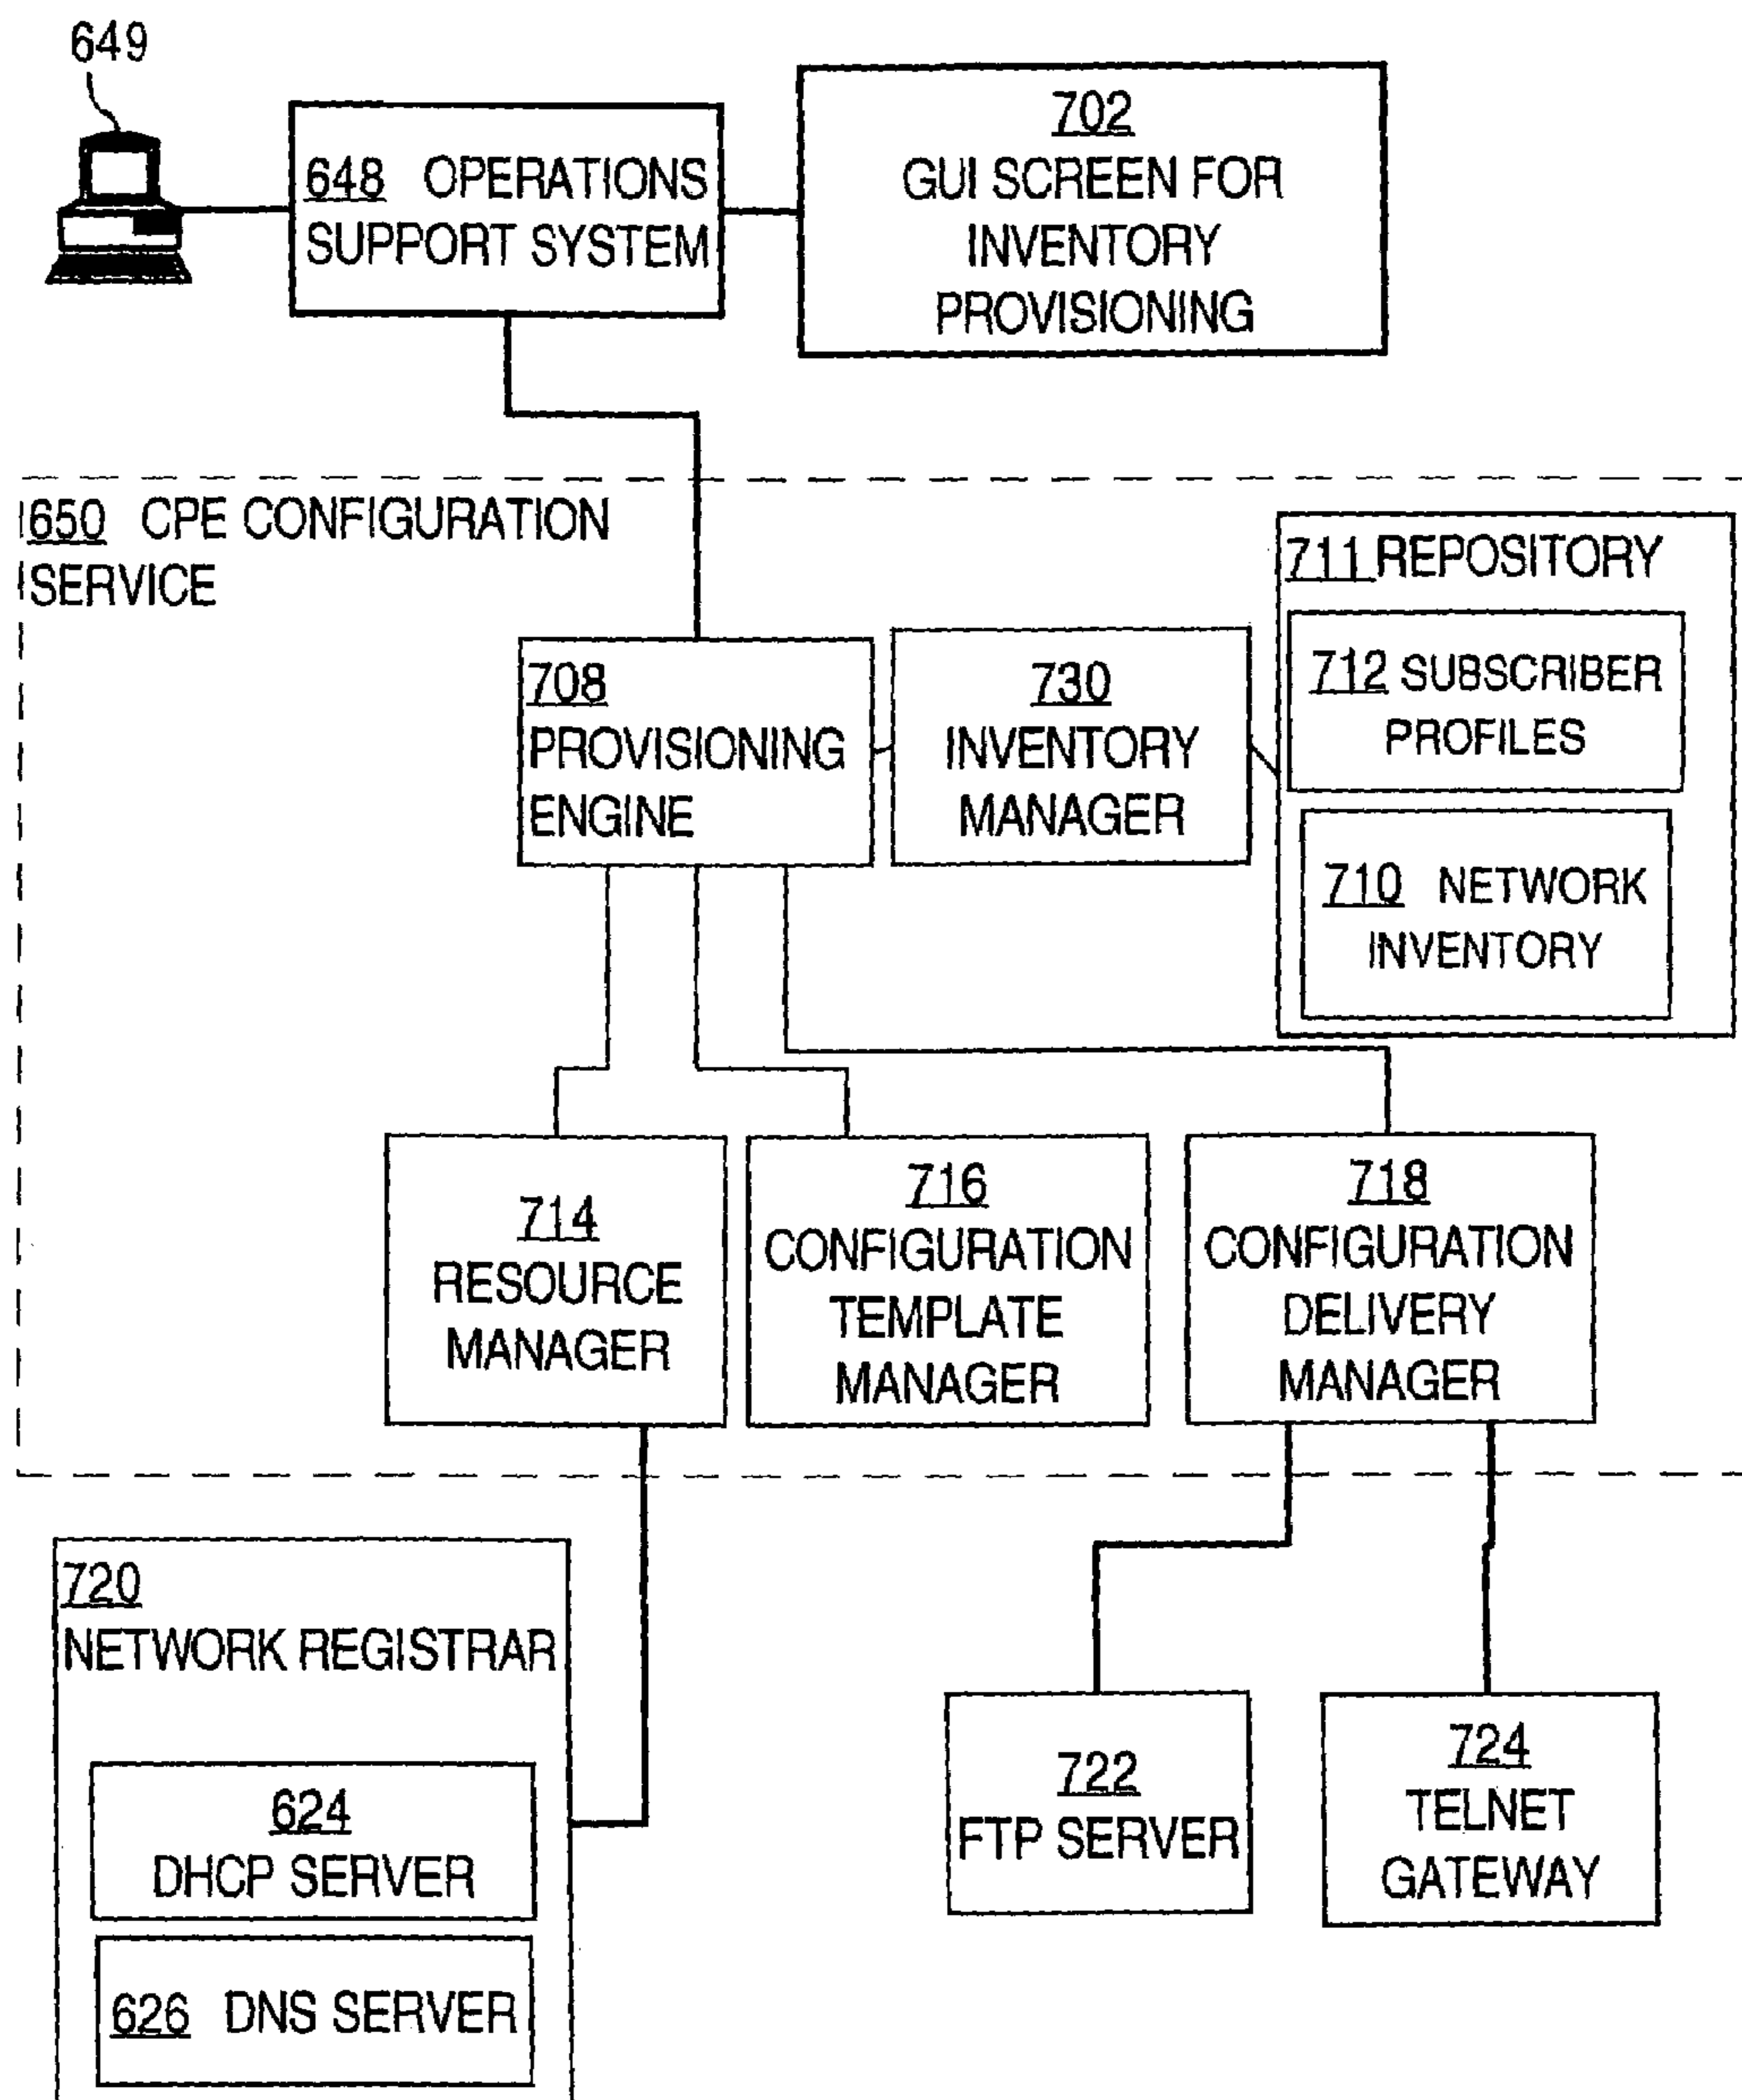 649
648 OPERATIONS
SUPPORT SYSTEM
702
GUI SCREEN FOR
INVENTORY
PROVISIONING
650 CPE CONFIGURATION
SERVICE
711 REPOSITORY
712 SUBSCRIBER
PROFILES
710 NETWORK
INVENTORY
708
PROVISIONING
ENGINE
730
INVENTORY
MANAGER
714
RESOURCE
MANAGER
716
CONFIGURATION
TEMPLATE
MANAGER
718
CONFIGURATION
DELIVERY
MANAGER
720
NETWORK REGISTRAR
624
DHCP SERVER
626 DNS SERVER
722
FTP SERVER
724
TELNET
GATEWAY